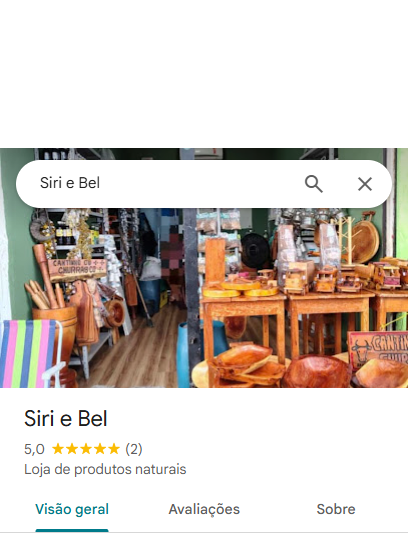 Siri e Bel
CANTINHO DO
CHURRASCO
Siri e Bel
5,0 ★★★★★ (2)
Loja de produtos naturais
Visão geral Avaliações Sobre